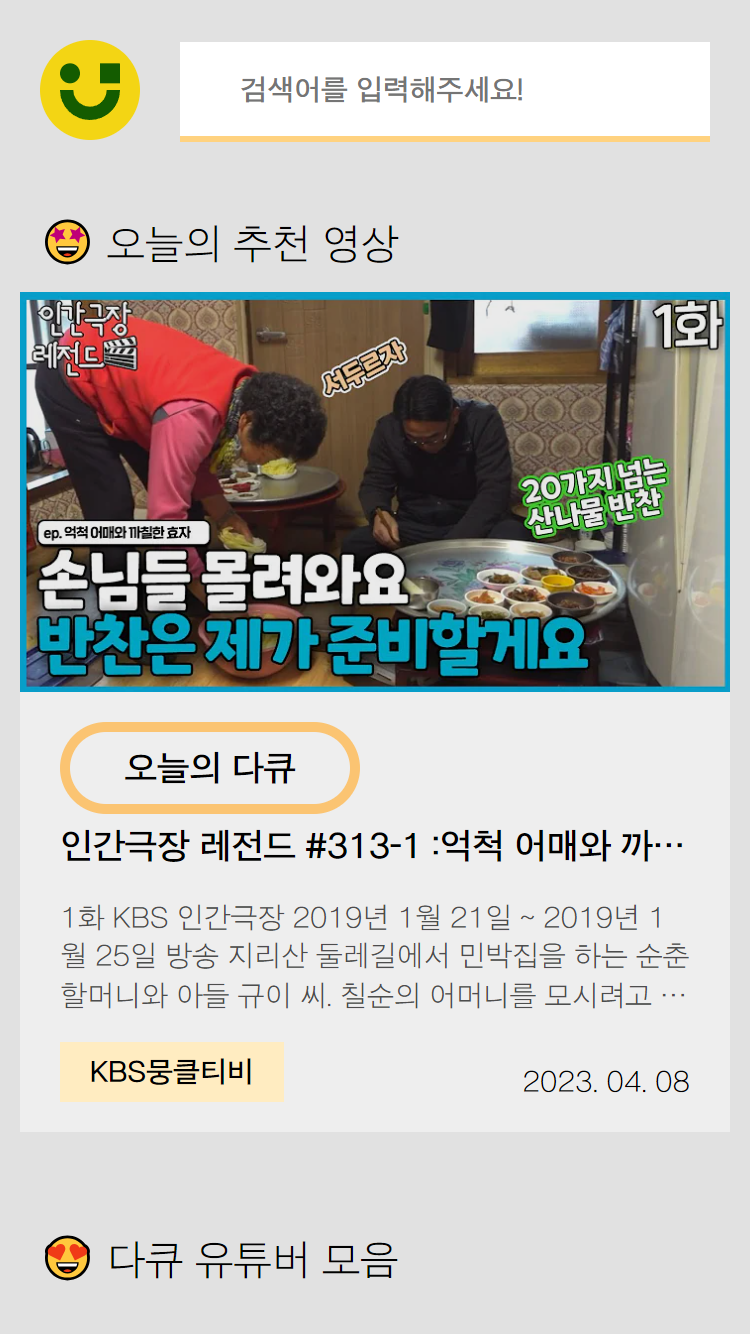 검색어를 입력해주세요!
오늘의 추천 영상
인간극장
레전드
1화
서두르자
20가지 넘는
산나물 반찬
ep. 억척 어매와 까칠한 효자
손님들 몰려와요
반찬은 제가 준비할게요
오늘의 다큐
인간극장 레전드 #313-1 :억척 어매와 까…
1화 KBS 인간극장 2019년 1월 21일 ~ 2019년 1
월 25일 방송 지리산 둘레길에서 민박집을 하는 순춘
할머니와 아들 규이 씨. 칠순의 어머니를 모시려고 …
KBS뭉클티비
2023. 04. 08
다큐 유튜버 모음